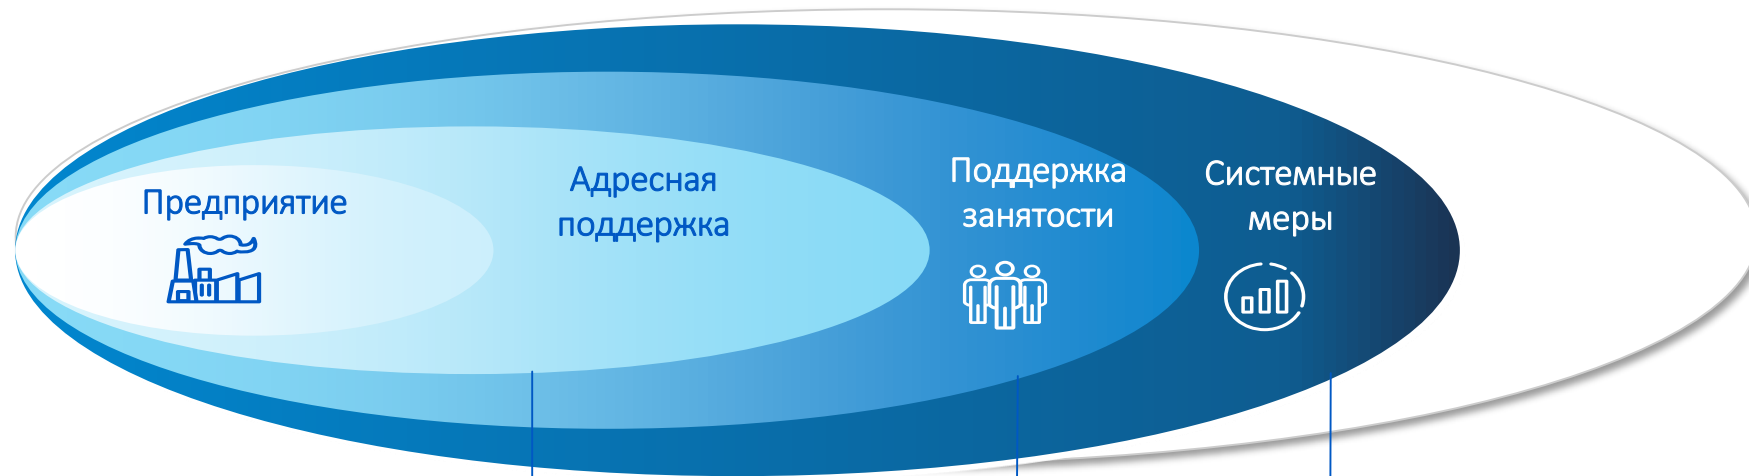 Предприятие
Адресная
поддержка
Поддержка
занятости
Системные
меры